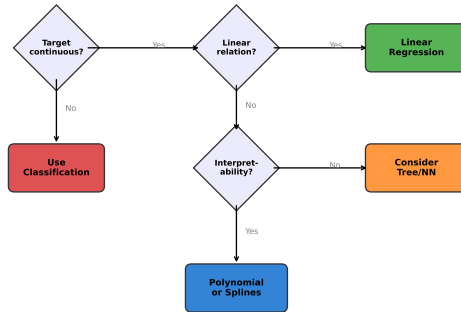 Target
continuous?
Yes
Linear
relation?
Yes
Linear
Regression
No
No
Use
Classification
Interpret-
ability?
No
Consider
Tree/NN
Yes
Polynomial
or Splines